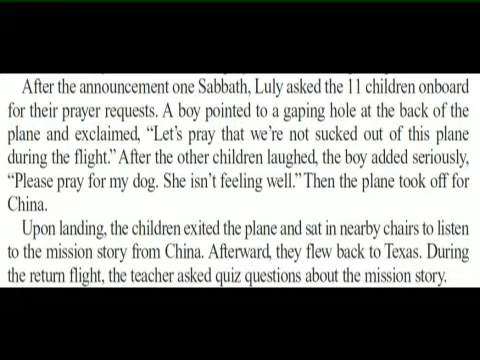 After the announcement one Sabbath, Luly asked the 11 children onboard
for their prayer requests. A boy pointed to a gaping hole at the back of the
plane and exclaimed, “Let’s pray that we’re not sucked out of this plane
during the flight.” After the other children laughed, the boy added seriously,
“Please pray for my dog. She isn’t feeling well.” Then the plane took off for
China.
Upon landing, the children exited the plane and sat in nearby chairs to listen
to the mission story from China. Afterward, they flew back to Texas. During
the return flight, the teacher asked quiz questions about the mission story.